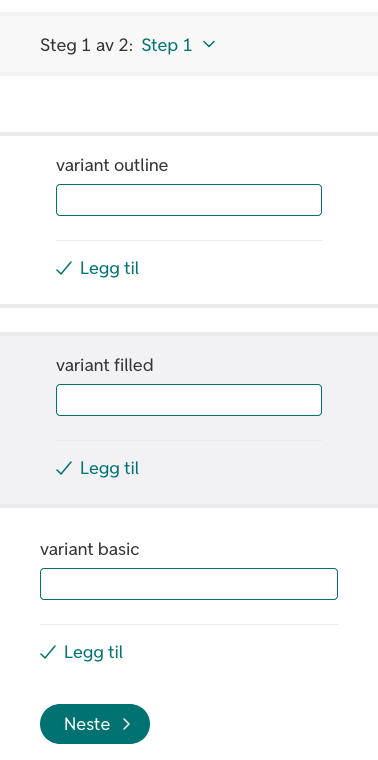 Steg 1 av 2: Step 1
variant outline
Legg til
variant filled
Legg til
variant basic
Legg til
Neste